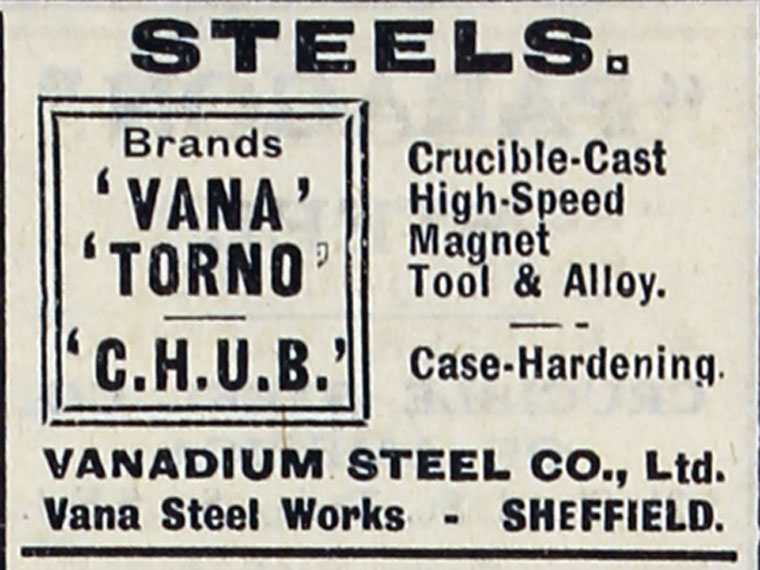 STEELS.
Brands
'VANA'
'TORNO'
'C.H.U.B.'
Crucible-Cast
High-Speed
Magnet
Tool & Alloy.
Case-Hardening.
VANADIUM STEEL CO., Ltd.
Vana Steel Works - SHEFFIELD.